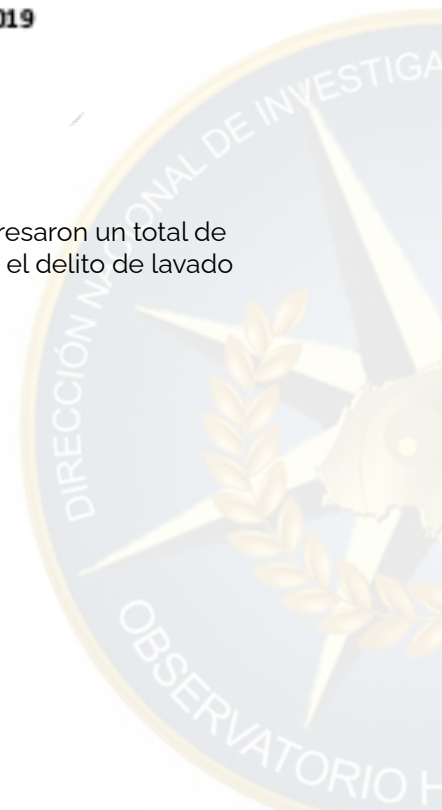 019
resaron un total de
el delito de lavado
DIRECCIÓN NACIONAL DE INVESTIGA
OBSERVATORIO H